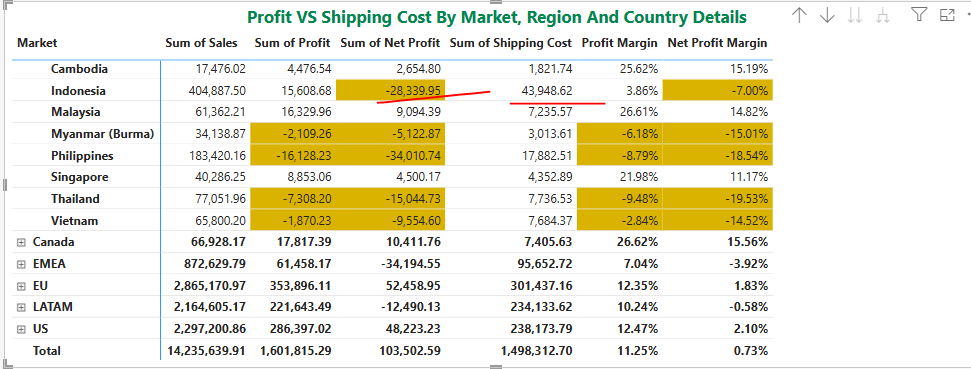 Profit VS Shipping Cost By Market, Region And Country Details
Market Sum of Sales Sum of Profit Sum of Net Profit Sum of Shipping Cost Profit Margin Net Profit Margin
Cambodia 17,476.02 4,476.54 2,654.80 1,821.74 25.62% 15.19%
Indonesia 404,887.50 15,608.68 -28,339.95 43,948.62 3.86% -7.00%
Malaysia 61,362.21 16,329.96 9,094.39 7,235.57 26.61% 14.82%
Myanmar (Burma) 34,138.87 -2,109.26 -5,122.87 3,013.61 -6.18% -15.01%
Philippines 183,420.16 -16,128.23 -34,010.74 17,882.51 -8.79% -18.54%
Singapore 40,286.25 8,853.06 4,500.17 4,352.89 21.98% 11.17%
Thailand 77,051.96 -7,308.20 -15,044.73 7,736.53 -9.48% -19.53%
Vietnam 65,800.20 -1,870.23 -9,554.60 7,684.37 -2.84% -14.52%
Canada 66,928.17 17,817.39 10,411.76 7,405.63 26.62% 15.56%
EMEA 872,629.79 61,458.17 -34,194.55 95,652.72 7.04% -3.92%
EU 2,865,170.97 353,896.11 52,458.95 301,437.16 12.35% 1.83%
LATAM 2,164,605.17 221,643.49 -12,490.13 234,133.62 10.24% -0.58%
US 2,297,200.86 286,397.02 48,223.23 238,173.79 12.47% 2.10%
Total 14,235,639.91 1,601,815.29 103,502.59 1,498,312.70 11.25% 0.73%